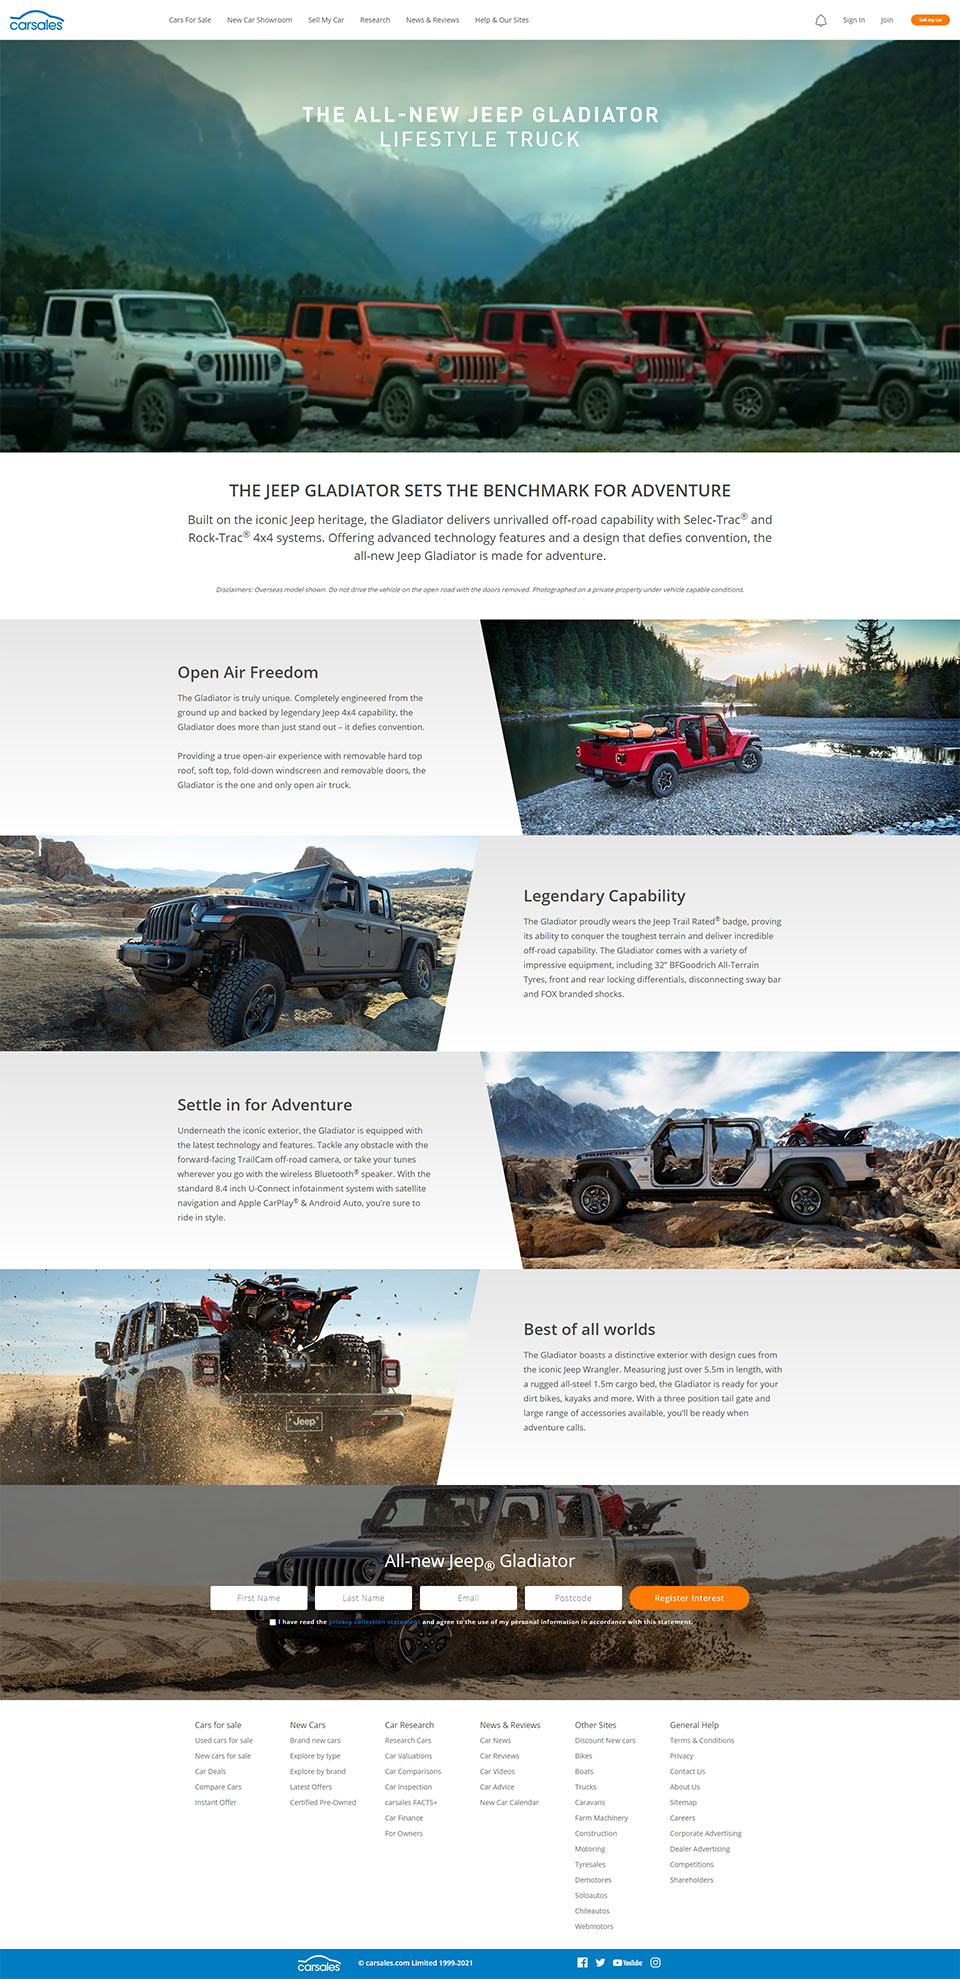 carsales
Cars For Sale
New Car Showroom
Sell My Car
Research
News & Reviews
Help & Our Sites
Sign In
Join
Sell my car
THE ALL-NEW JEEP GLADIATOR
LIFESTYLE TRUCK
THE JEEP GLADIATOR SETS THE BENCHMARK FOR ADVENTURE
Built on the iconic Jeep heritage, the Gladiator delivers unrivalled off-road capability with Selec-Trac® and
Rock-Trac® 4x4 systems. Offering advanced technology features and a design that defies convention, the
all-new Jeep Gladiator is made for adventure.
Disclaimers: Overseas model shown. Do not drive the vehicle on the open road with the doors removed. Photographed on a private property under vehicle capable conditions.
Open Air Freedom
The Gladiator is truly unique. Completely engineered from the
ground up and backed by legendary Jeep 4x4 capability, the
Gladiator does more than just stand out – it defies convention.
Providing a true open-air experience with removable hard top
roof, soft top, fold-down windscreen and removable doors, the
Gladiator is the one and only open air truck.
RUBICON
Legendary Capability
The Gladiator proudly wears the Jeep Trail Rated® badge, proving
its ability to conquer the toughest terrain and deliver incredible
off-road capability. The Gladiator comes with a variety of
impressive equipment, including 32" BFGoodrich All-Terrain
Tyres, front and rear locking differentials, disconnecting sway bar
and FOX branded shocks.
Settle in for Adventure
Underneath the iconic exterior, the Gladiator is equipped with
the latest technology and features. Tackle any obstacle with the
forward-facing TrailCam off-road camera, or take your tunes
wherever you go with the wireless Bluetooth® speaker. With the
standard 8.4 inch U-Connect infotainment system with satellite
navigation and Apple CarPlay® & Android Auto, you're sure to
ride in style.
RUBICON
Jeep
Best of all worlds
The Gladiator boasts a distinctive exterior with design cues from
the iconic Jeep Wrangler. Measuring just over 5.5m in length, with
a rugged all-steel 1.5m cargo bed, the Gladiator is ready for your
dirt bikes, kayaks and more. With a three position tail gate and
large range of accessories available, you'll be ready when
adventure calls.
Jeep
All-new Jeep® Gladiator
First Name
Last Name
Email
Postcode
Register Interest
I have read the privacy collection statement and agree to the use of my personal information in accordance with this statement.
Cars for sale
Used cars for sale
New cars for sale
Car Deals
Compare Cars
Instant Offer
New Cars
Brand new cars
Explore by type
Explore by brand
Latest Offers
Certified Pre-Owned
Car Research
Research Cars
Car Valuations
Car Comparisons
Car Inspection
carsales FACTS+
Car Finance
For Owners
News & Reviews
Car News
Car Reviews
Car Videos
Car Advice
New Car Calendar
Other Sites
Discount New cars
Bikes
Boats
Trucks
Caravans
Farm Machinery
Construction
Motoring
Tyresales
Demotores
Soloautos
Chileautos
Webmotors
General Help
Terms & Conditions
Privacy
Contact Us
About Us
Sitemap
Careers
Corporate Advertising
Dealer Advertising
Competitions
Shareholders
carsales
© carsales.com Limited 1999-2021
YouTube